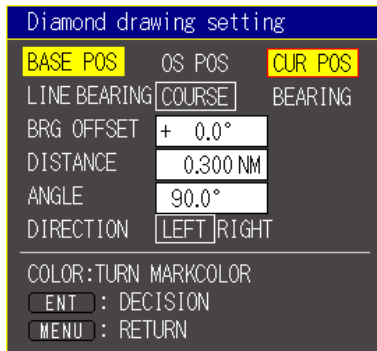 Diamond drawing setting
BASE POS OS POS CUR POS
LINE BEARING COURSE BEARING
BRG OFFSET + 0.0°
DISTANCE 0.300 NM
ANGLE 90.0°
DIRECTION LEFT RIGHT
COLOR:TURN MARKCOLOR
ENT : DECISION
MENU : RETURN